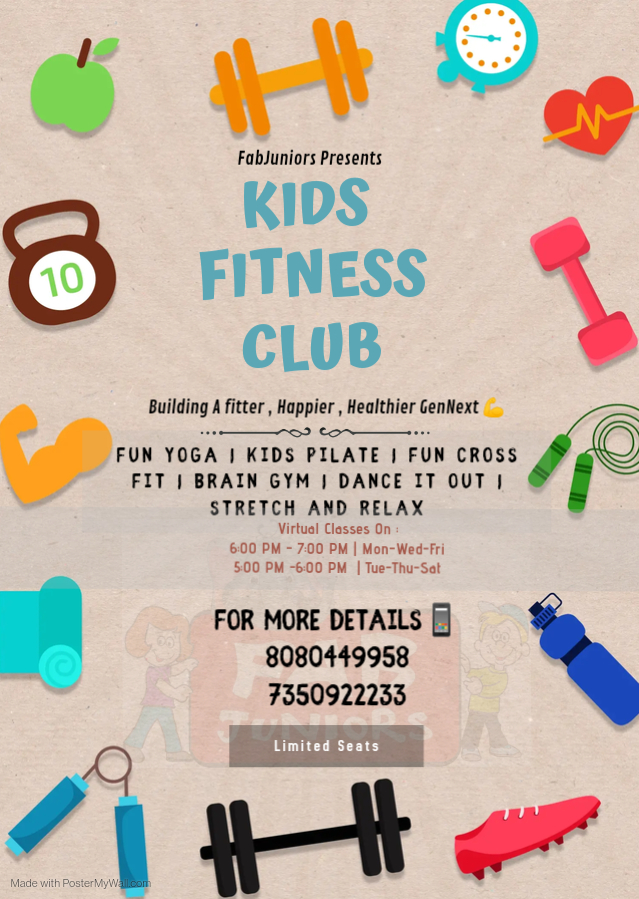 FabJuniors Presents
KIDS
FITNESS
CLUB
10
Building A fitter , Happier , Healthier GenNext 💪
FUN YOGA | KIDS PILATE | FUN CROSS
FIT | BRAIN GYM | DANCE IT OUT |
STRETCH AND RELAX
Virtual Classes On :
6:00 PM - 7:00 PM | Mon-Wed-Fri
5:00 PM -6:00 PM | Tue-Thu-Sat
FOR MORE DETAILS 📱
8080449958
7350922233
FAB
JUNIORS
Limited Seats
Made with PosterMyWall.com